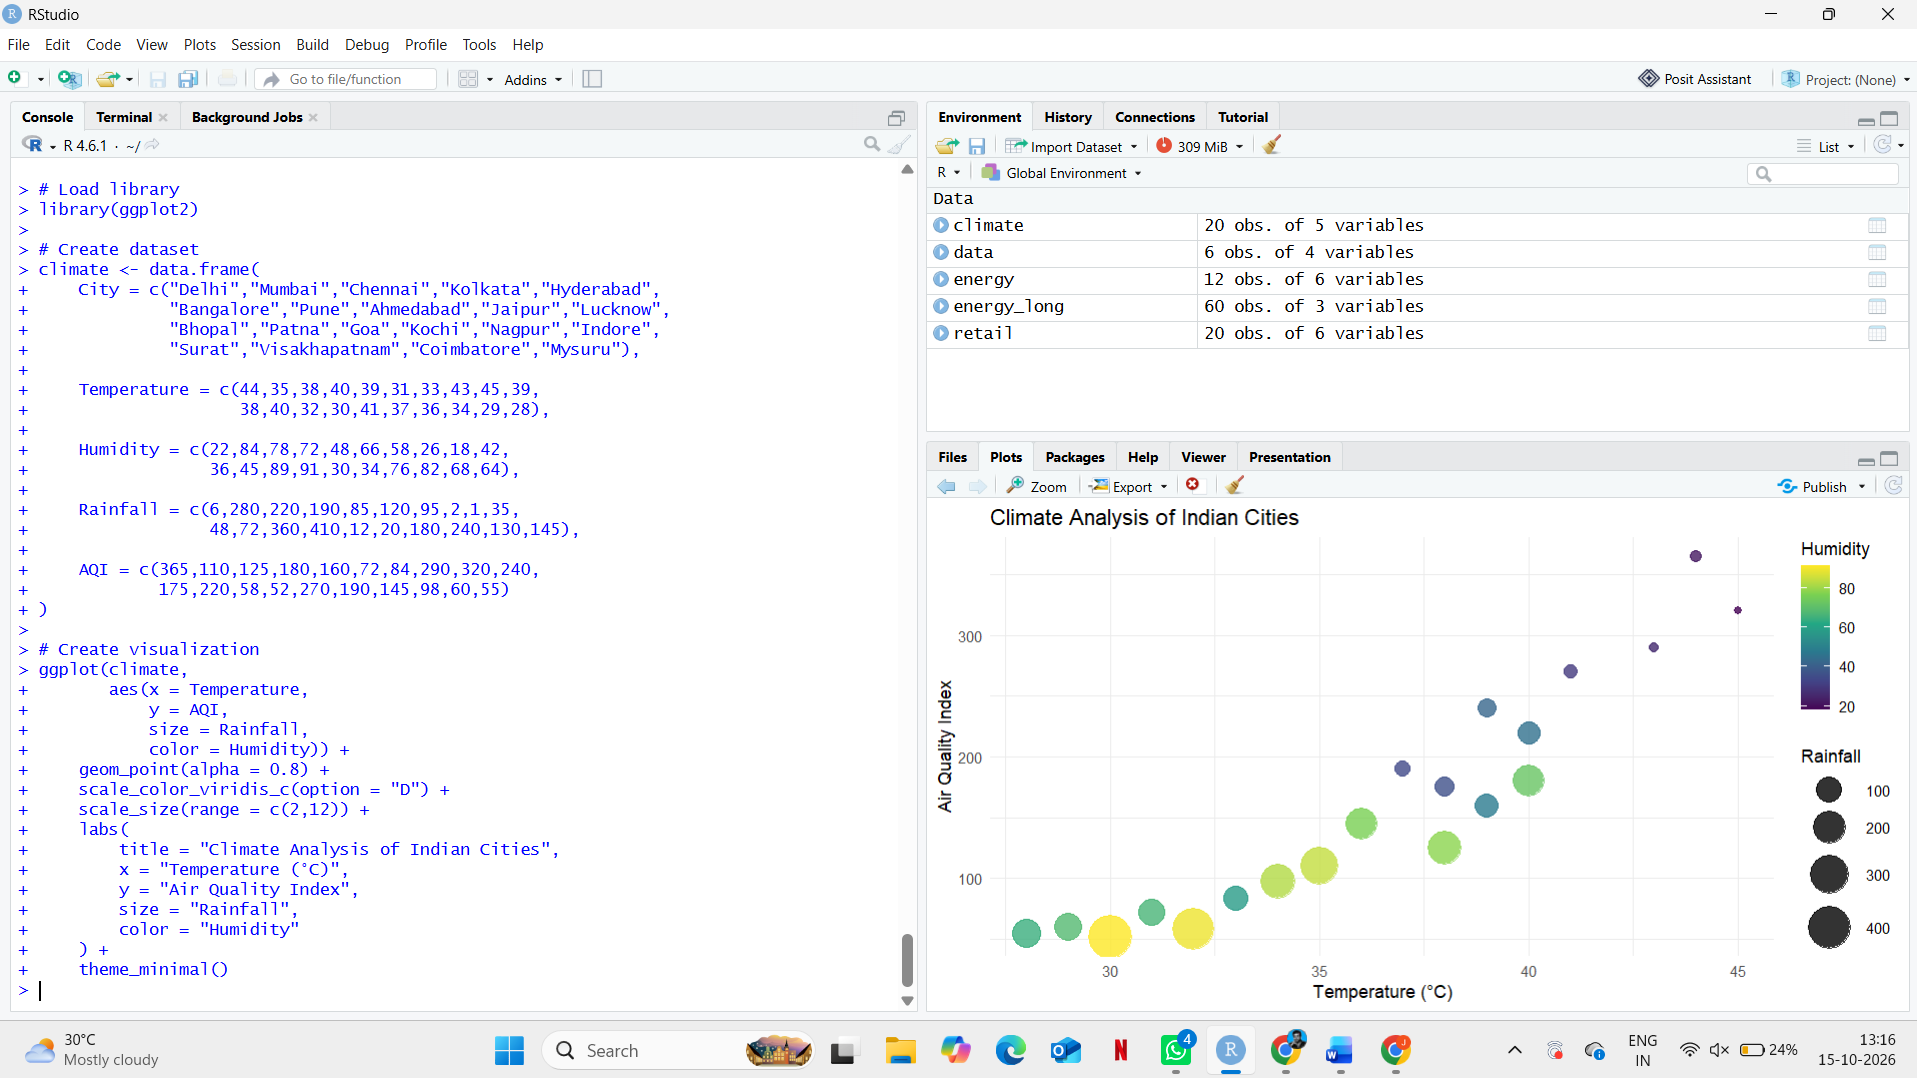 RStudio
File Edit Code View Plots Session Build Debug Profile Tools Help
Go to file/function Addins Posit Assistant Project: (None)
Console Terminal Background Jobs
R 4.6.1 · ~/
> # Load library
> library(ggplot2)
>
> # Create dataset
> climate <- data.frame(
+     City = c("Delhi","Mumbai","Chennai","Kolkata","Hyderabad",
+              "Bangalore","Pune","Ahmedabad","Jaipur","Lucknow",
+              "Bhopal","Patna","Goa","Kochi","Nagpur","Indore",
+              "Surat","Visakhapatnam","Coimbatore","Mysuru"),
+
+     Temperature = c(44,35,38,40,39,31,33,43,45,39,
+                     38,40,32,30,41,37,36,34,29,28),
+
+     Humidity = c(22,84,78,72,48,66,58,26,18,42,
+                  36,45,89,91,30,34,76,82,68,64),
+
+     Rainfall = c(6,280,220,190,85,120,95,2,1,35,
+                  48,72,360,410,12,20,180,240,130,145),
+
+     AQI = c(365,110,125,180,160,72,84,290,320,240,
+             175,220,58,52,270,190,145,98,60,55)
+ )
>
> # Create visualization
> ggplot(climate,
+        aes(x = Temperature,
+            y = AQI,
+            size = Rainfall,
+            color = Humidity)) +
+     geom_point(alpha = 0.8) +
+     scale_color_viridis_c(option = "D") +
+     scale_size(range = c(2,12)) +
+     labs(
+         title = "Climate Analysis of Indian Cities",
+         x = "Temperature (°C)",
+         y = "Air Quality Index",
+         size = "Rainfall",
+         color = "Humidity"
+     ) +
+     theme_minimal()
>
Environment History Connections Tutorial
Import Dataset 309 MiB List
R Global Environment
Data
climate 20 obs. of 5 variables
data 6 obs. of 4 variables
energy 12 obs. of 6 variables
energy_long 60 obs. of 3 variables
retail 20 obs. of 6 variables
Files Plots Packages Help Viewer Presentation
Zoom Export Publish
Climate Analysis of Indian Cities
Air Quality Index
300
200
100
30 35 40 45
Temperature (°C)
Humidity
80
60
40
20
Rainfall
100
200
300
400
30°C
Mostly cloudy
Search
4
ENG
IN
24%
13:16
15-10-2026